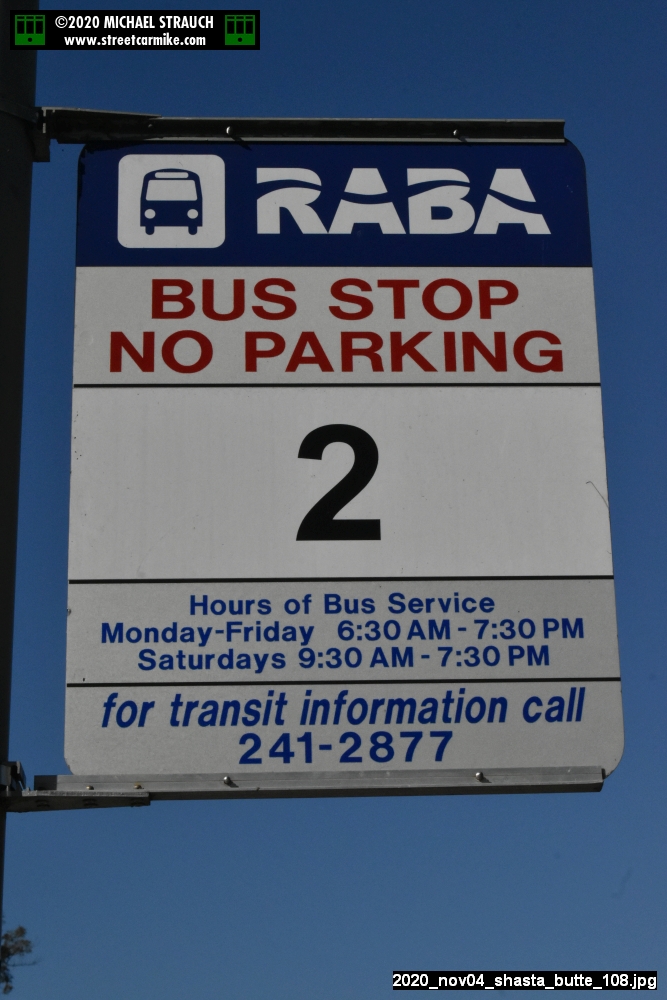 ©2020 MICHAEL STRAUCH
www.streetcarmike.com
RABA
BUS STOP
NO PARKING
2
Hours of Bus Service
Monday-Friday 6:30 AM - 7:30 PM
Saturdays 9:30 AM - 7:30 PM
for transit information call
241-2877
2020_nov04_shasta_butte_108.jpg